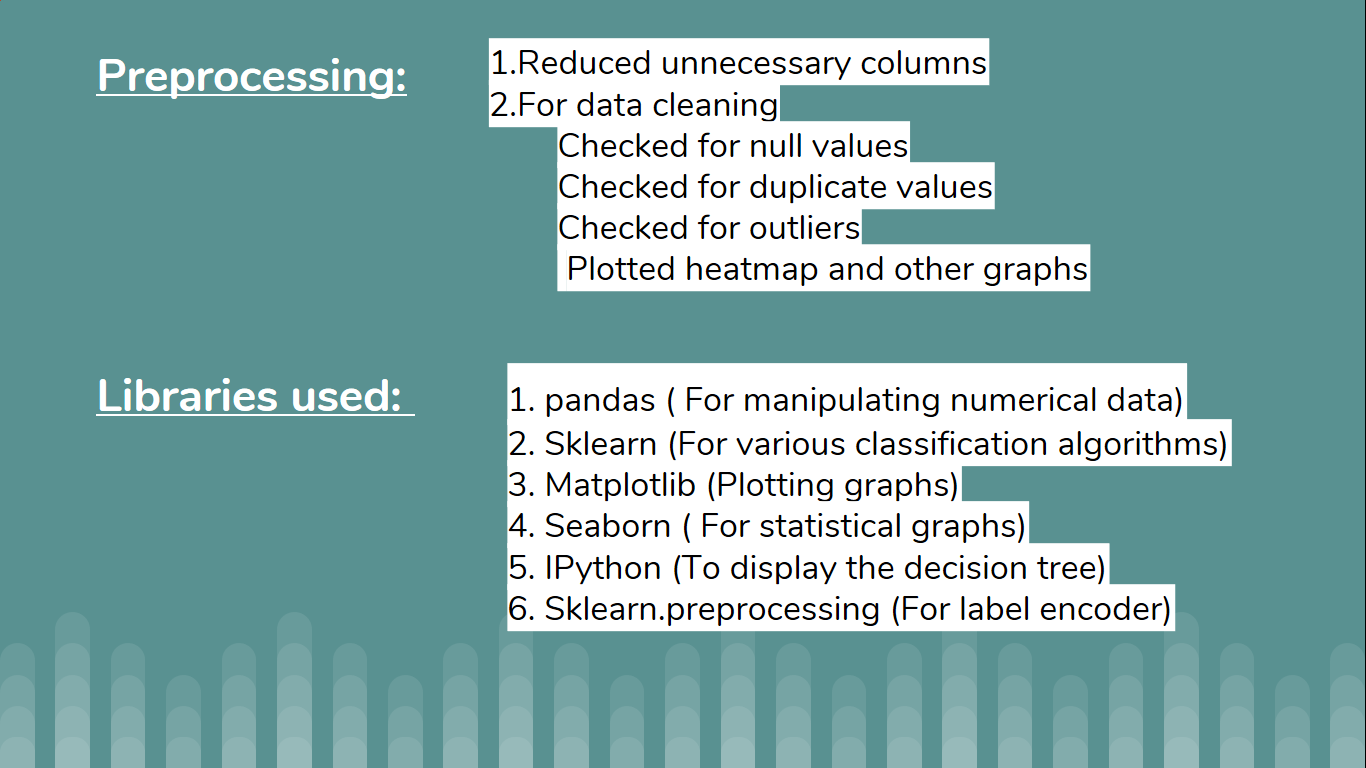 Preprocessing:
1.Reduced unnecessary columns
2.For data cleaning
Checked for null values
Checked for duplicate values
Checked for outliers
Plotted heatmap and other graphs
Libraries used:
1. pandas ( For manipulating numerical data)
2. Sklearn (For various classification algorithms)
3. Matplotlib (Plotting graphs)
4. Seaborn ( For statistical graphs)
5. IPython (To display the decision tree)
6. Sklearn.preprocessing (For label encoder)